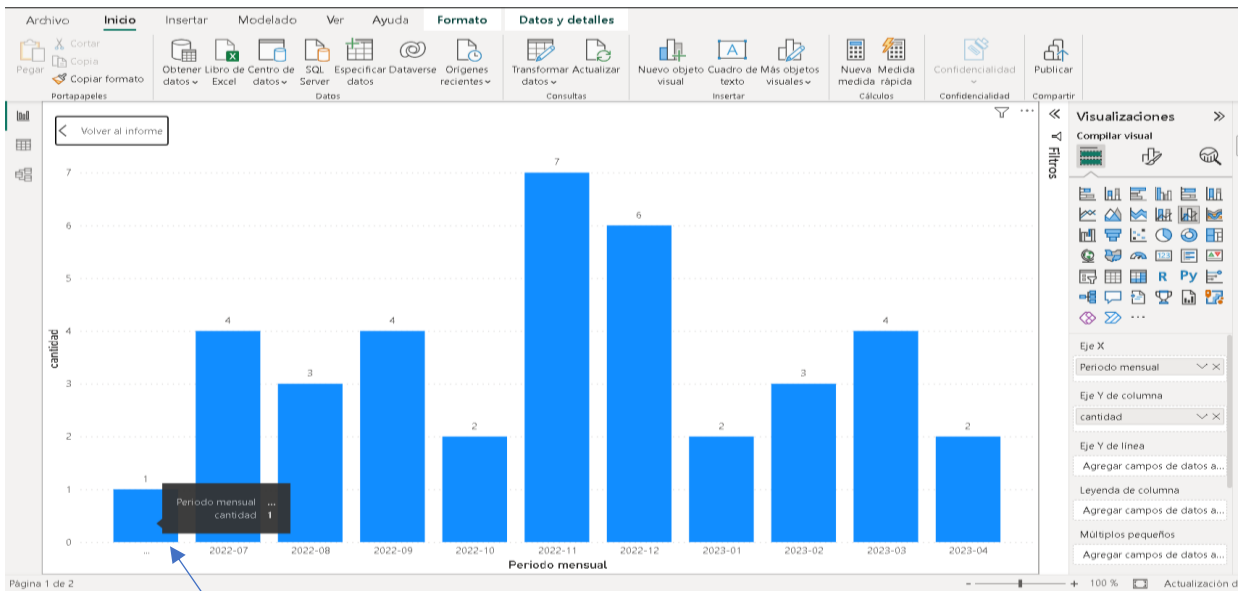 Archivo Inicio Insertar Modelado Ver Ayuda Formato Datos y detalles
Pegar
Cortar
Copia
Copiar formato
Portapapeles
Obtener datos
Libro de Excel
Centro de datos
SQL Server
Especificar datos
Dataverse
Orígenes recientes
Datos
Transformar datos
Actualizar
Consultas
Nuevo objeto visual
Cuadro de texto
A
Más objetos visuales
Insertar
Nueva medida
Medida rápida
Cálculos
Confidencialidad
Confidencialidad
Publicar
Compartir
Volver al informe
...
cantidad
7
6
5
4
3
2
1
0
1
4
3
4
2
7
6
2
3
4
2
Periodo mensual ...
cantidad 1
... 2022-07 2022-08 2022-09 2022-10 2022-11 2022-12 2023-01 2023-02 2023-03 2023-04
Periodo mensual
Filtros
Visualizaciones
Compilar visual
123
R Py
...
Eje X
Periodo mensual
Eje Y de columna
cantidad
Eje Y de línea
Agregar campos de datos a...
Leyenda de columna
Agregar campos de datos a...
Múltiplos pequeños
Agregar campos de datos a...
Página 1 de 2
- + 100 % Actualización d